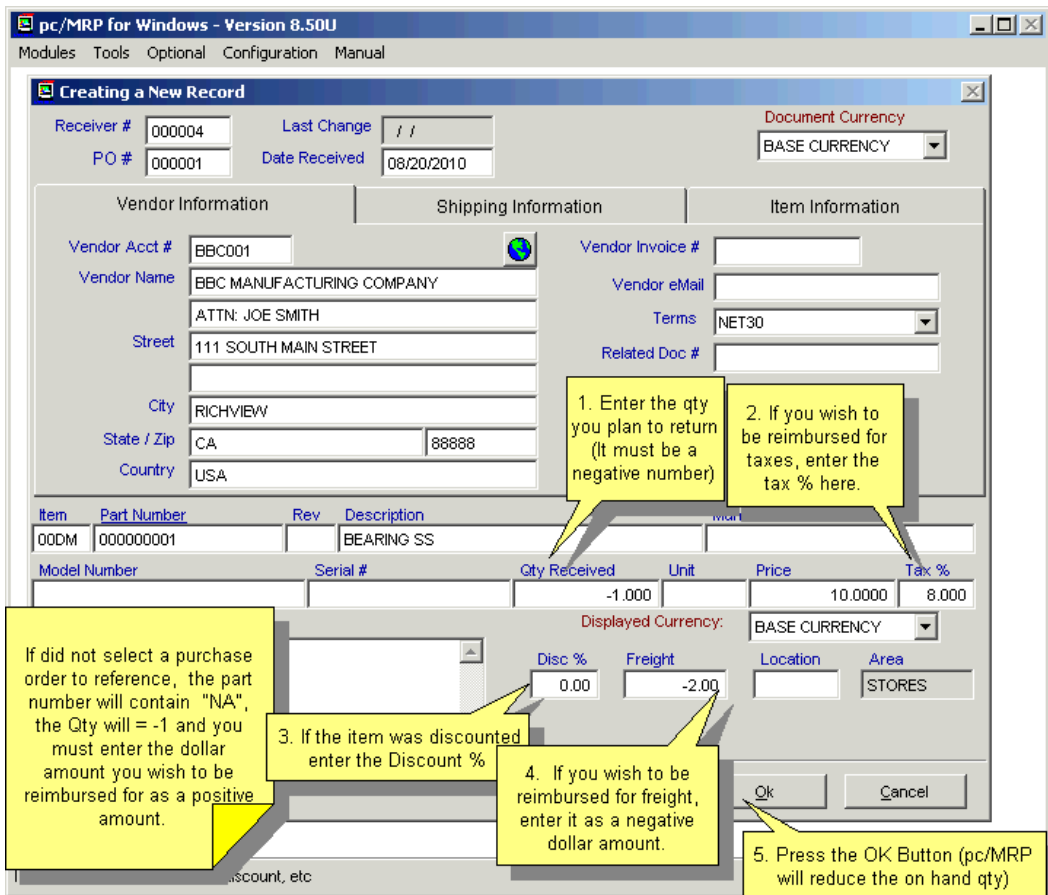 pc/MRP for Windows - Version 8.50U
Modules Tools Optional Configuration Manual
Creating a New Record
Receiver # 000004 Last Change / / Document Currency
PO # 000001 Date Received 08/20/2010 BASE CURRENCY
Vendor Information Shipping Information Item Information
Vendor Acct # BBC001 Vendor Invoice #
Vendor Name BBC MANUFACTURING COMPANY Vendor eMail
ATTN: JOE SMITH Terms NET30
Street 111 SOUTH MAIN STREET Related Doc #
City RICHVIEW
State / Zip CA 88888
Country USA
1. Enter the qty
you plan to return
(It must be a
negative number)
2. If you wish to
be reimbursed for
taxes, enter the
tax % here.
Item Part Number Rev Description
00DM 000000001 BEARING SS
Model Number Serial # Qty Received Unit Price Tax %
-1.000 10.0000 8.000
Displayed Currency: BASE CURRENCY
Disc % Freight Location Area
0.00 -2.00 STORES
If did not select a purchase
order to reference, the part
number will contain "NA",
the Qty will = -1 and you
must enter the dollar
amount you wish to be
reimbursed for as a positive
amount.
3. If the item was discounted
enter the Discount %
4. If you wish to be
reimbursed for freight,
enter it as a negative
dollar amount.
Ok Cancel
5. Press the OK Button (pc/MRP
will reduce the on hand qty)
iscount, etc